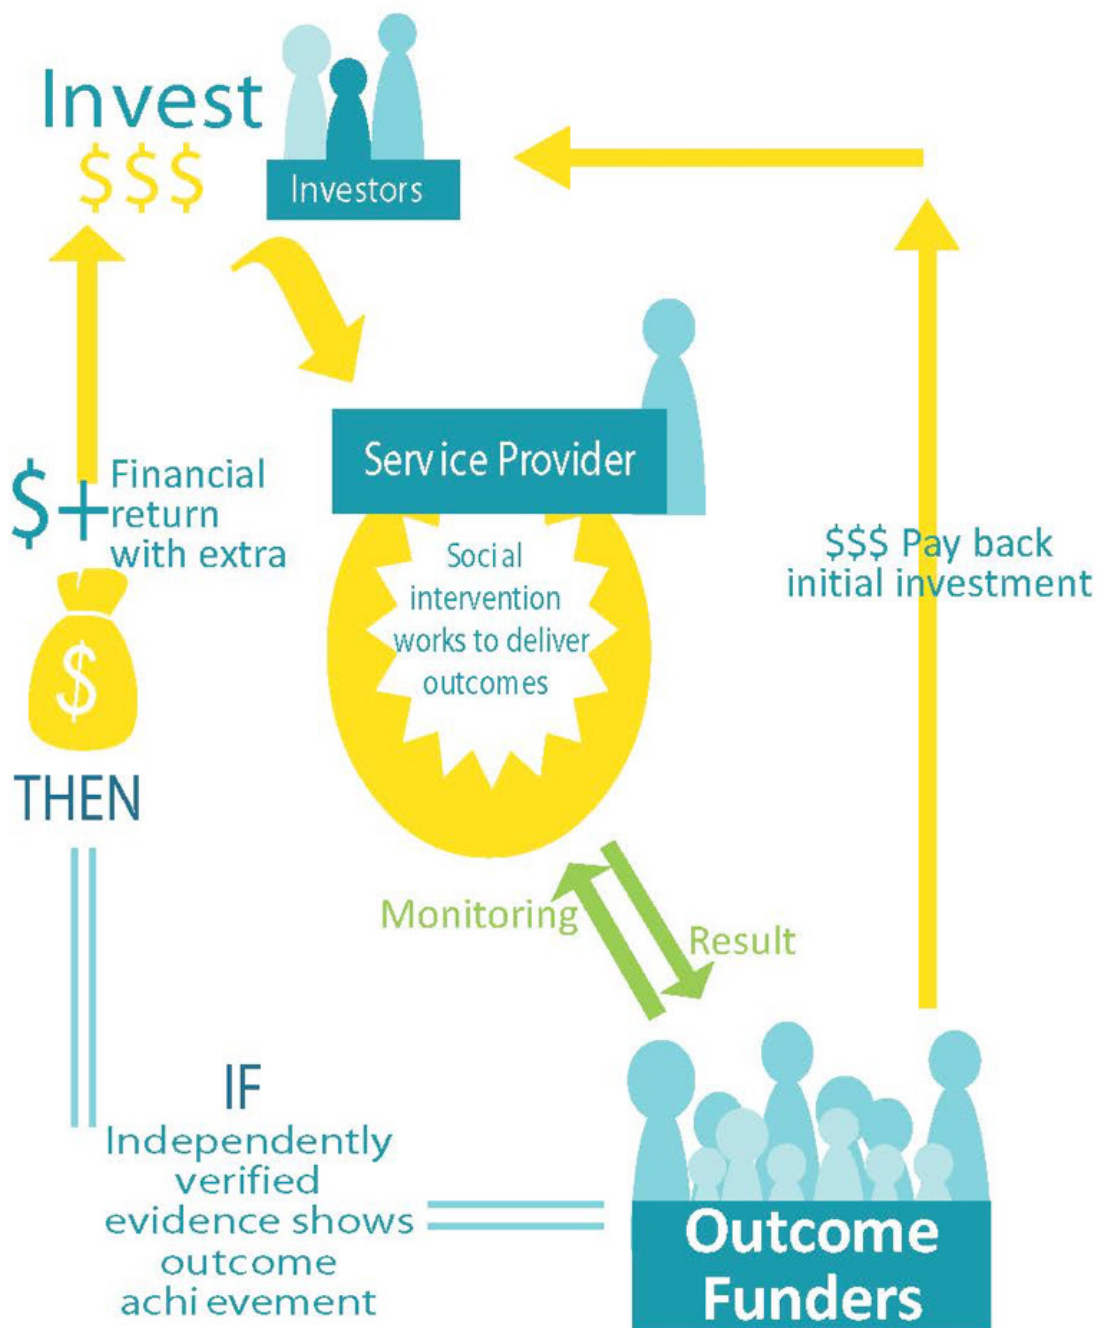 Invest
$$$
Investors
Service Provider
Social
intervention
works to deliver
outcomes
$+
Financial
return
with extra
$
THEN
$$$ Pay back
initial investment
Monitoring
Result
IF
Independently
verified
evidence shows
outcome
achievement
Outcome
Funders